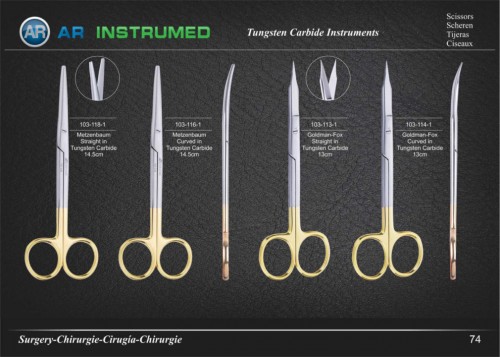 AR AR INSTRUMED
Tungsten Carbide Instruments
Scissors
Scheren
Tijeras
Ciseaux
103-118-1
Metzenbaum
Straight in
Tungsten Carbide
14.5cm
103-116-1
Metzenbaum
Curved in
Tungsten Carbide
14.5cm
103-113-1
Goldman-Fox
Straight in
Tungsten Carbide
13cm
103-114-1
Goldman-Fox
Curved in
Tungsten Carbide
13cm
Surgery-Chirurgie-Cirugía-Chirurgie
74